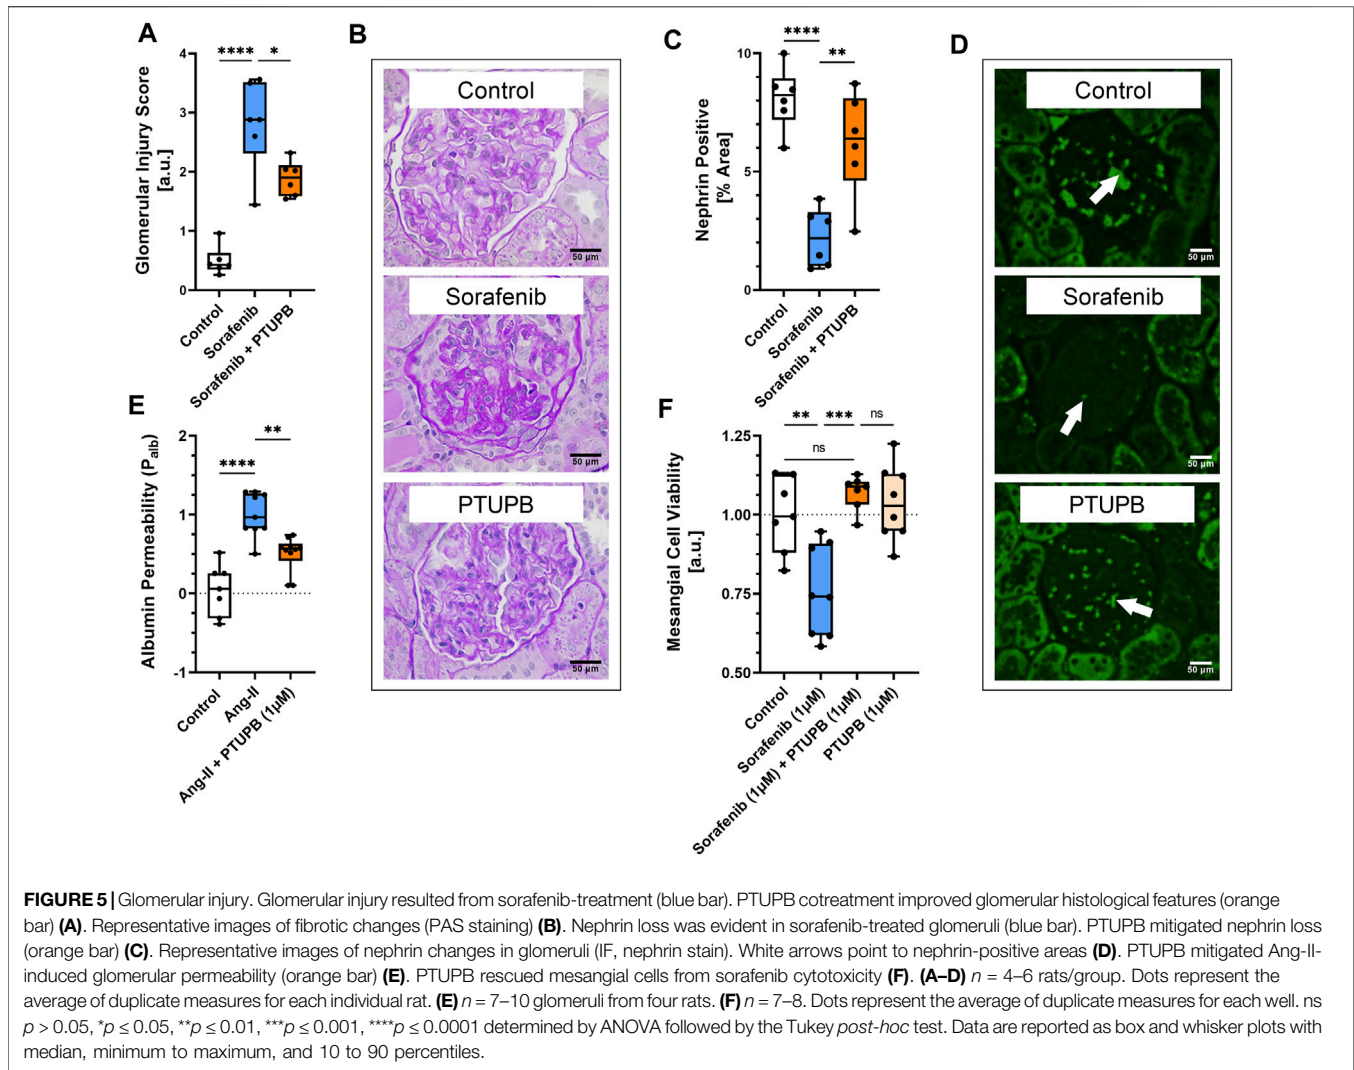 A
**** *
Glomerular Injury Score
[a.u.]
4
3
2
1
0
Control
Sorafenib
Sorafenib + PTUPB
B
Control
50 µm
Sorafenib
50 µm
PTUPB
50 µm
C
****
**
Nephrin Positive
[% Area]
10
5
0
Control
Sorafenib
Sorafenib + PTUPB
D
Control
50 µm
Sorafenib
50 µm
PTUPB
50 µm
E
**
****
Albumin Permeability (Palb)
2
1
0
-1
Control
Ang-II
Ang-II + PTUPB (1µM)
F
** *** ns
ns
Mesangial Cell Viability
[a.u.]
1.25
1.00
0.75
0.50
Control
Sorafenib (1µM)
Sorafenib (1µM) + PTUPB (1µM)
PTUPB (1µM)
FIGURE 5 | Glomerular injury. Glomerular injury resulted from sorafenib-treatment (blue bar). PTUPB cotreatment improved glomerular histological features (orange
bar) (A). Representative images of fibrotic changes (PAS staining) (B). Nephrin loss was evident in sorafenib-treated glomeruli (blue bar). PTUPB mitigated nephrin loss
(orange bar) (C). Representative images of nephrin changes in glomeruli (IF, nephrin stain). White arrows point to nephrin-positive areas (D). PTUPB mitigated Ang-II-
induced glomerular permeability (orange bar) (E). PTUPB rescued mesangial cells from sorafenib cytotoxicity (F). (A–D) n = 4–6 rats/group. Dots represent the
average of duplicate measures for each individual rat. (E) n = 7–10 glomeruli from four rats. (F) n = 7–8. Dots represent the average of duplicate measures for each well. ns
p > 0.05, *p ≤ 0.05, **p ≤ 0.01, ***p ≤ 0.001, ****p ≤ 0.0001 determined by ANOVA followed by the Tukey post-hoc test. Data are reported as box and whisker plots with
median, minimum to maximum, and 10 to 90 percentiles.